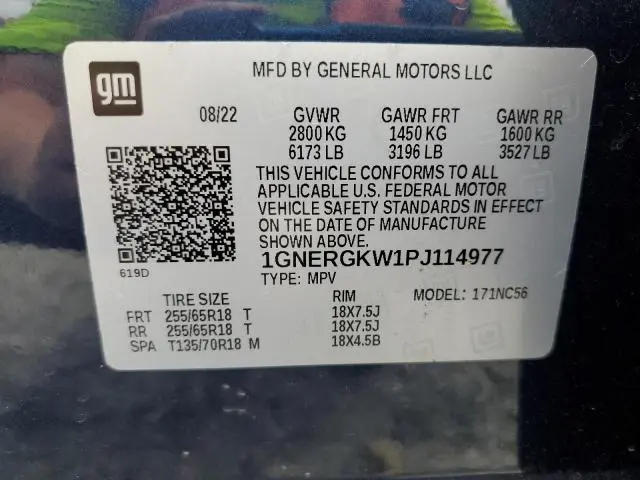 gm
MFD BY GENERAL MOTORS LLC
08/22 GVWR GAWR FRT GAWR RR
2800 KG 1450 KG 1600 KG
6173 LB 3196 LB 3527 LB
THIS VEHICLE CONFORMS TO ALL
APPLICABLE U.S. FEDERAL MOTOR
VEHICLE SAFETY STANDARDS IN EFFECT
ON THE DATE OF MANUFACTURE
SHOWN ABOVE.
1GNERGKW1PJ114977
619D
TYPE: MPV
TIRE SIZE RIM MODEL: 171NC56
FRT 255/65R18 T 18X7.5J
RR 255/65R18 T 18X7.5J
SPA T135/70R18 M 18X4.5B